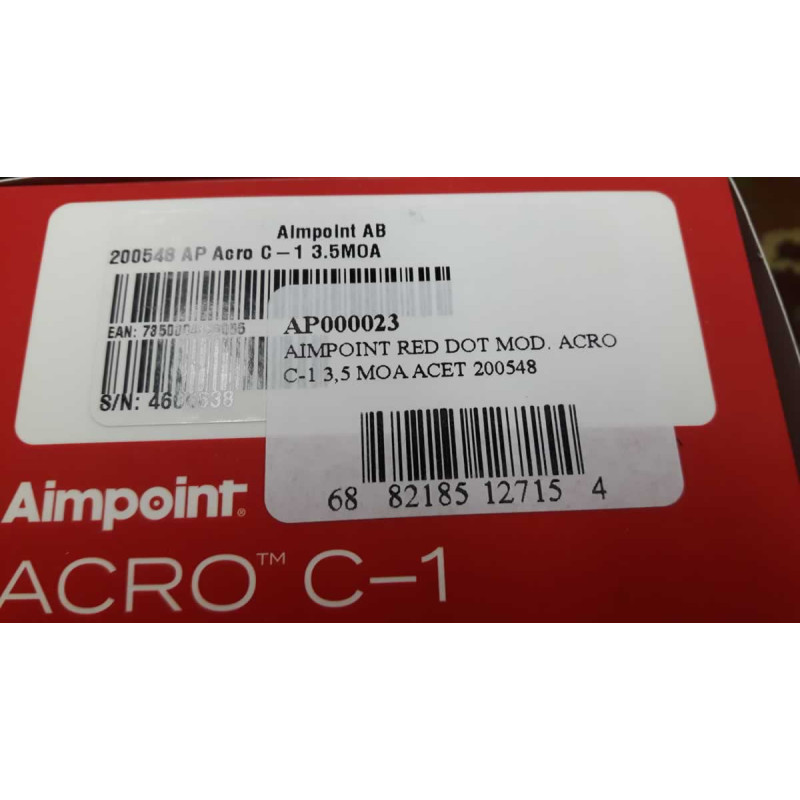 Aimpoint AB
200548 AP Acro C-1 3.5MOA
EAN:
S/N:
AP000023
AIMPOINT RED DOT MOD. ACRO
C-1 3,5 MOA ACET 200548
68 82185 12715 4
Aimpoint®
ACRO™ C-1